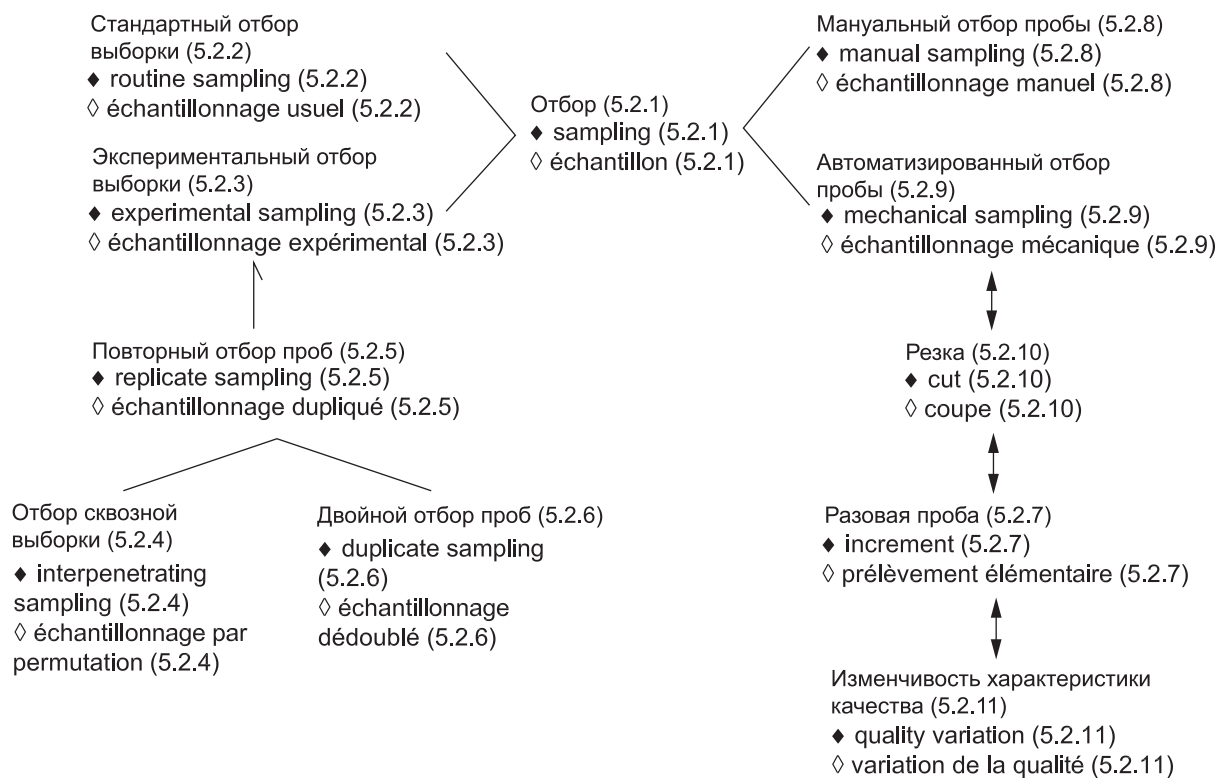 Стандартный отбор
выборки (5.2.2)
♦ routine sampling (5.2.2)
◊ échantillonnage usuel (5.2.2)
Экспериментальный отбор
выборки (5.2.3)
♦ experimental sampling (5.2.3)
◊ échantillonnage expérimental (5.2.3)
Отбор (5.2.1)
♦ sampling (5.2.1)
◊ échantillon (5.2.1)
Мануальный отбор пробы (5.2.8)
♦ manual sampling (5.2.8)
◊ échantillonnage manuel (5.2.8)
Автоматизированный отбор
пробы (5.2.9)
♦ mechanical sampling (5.2.9)
◊ échantillonnage mécanique (5.2.9)
Повторный отбор проб (5.2.5)
♦ replicate sampling (5.2.5)
◊ échantillonnage dupliqué (5.2.5)
Резка (5.2.10)
♦ cut (5.2.10)
◊ coupe (5.2.10)
Отбор сквозной
выборки (5.2.4)
♦ interpenetrating
sampling (5.2.4)
◊ échantillonnage par
permutation (5.2.4)
Двойной отбор проб (5.2.6)
♦ duplicate sampling
(5.2.6)
◊ échantillonnage
dédoublé (5.2.6)
Разовая проба (5.2.7)
♦ increment (5.2.7)
◊ prélèvement élémentaire (5.2.7)
Изменчивость характеристики
качества (5.2.11)
♦ quality variation (5.2.11)
◊ variation de la qualité (5.2.11)